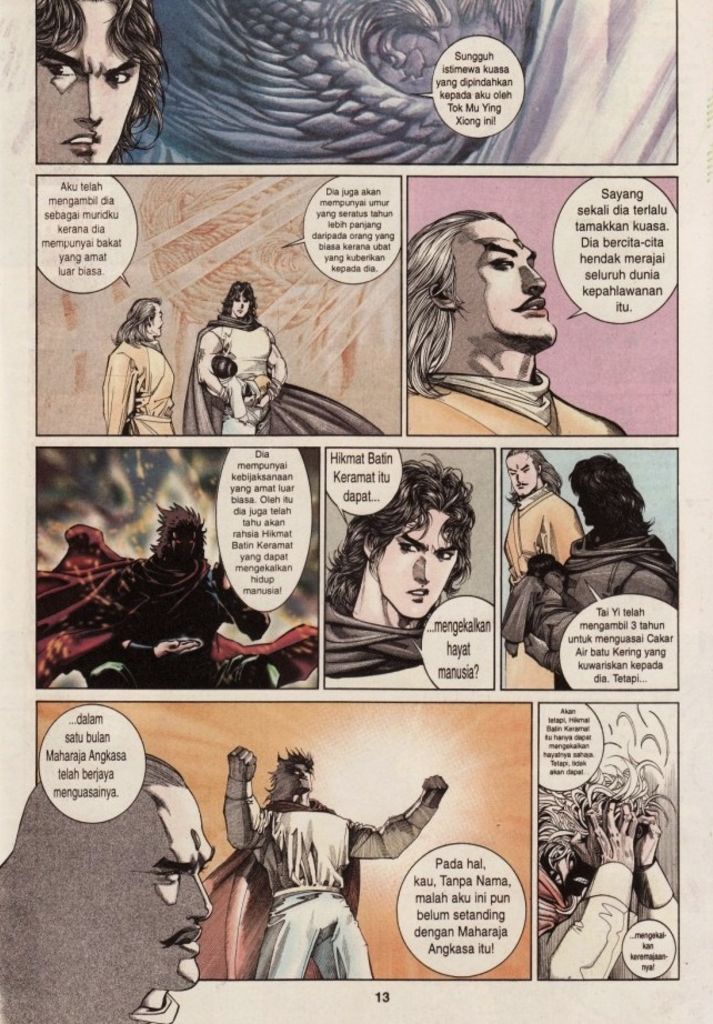 Sungguh
istimewa kuasa
yang dipindahkan
kepada aku oleh
Tok Mu Ying
Xiong ini!
Aku telah
mengambil dia
sebagai muridku
kerana dia
mempunyai bakat
yang amat
luar biasa.
Dia juga akan
mempunyai umur
yang seratus tahun
lebih panjang
daripada orang yang
biasa kerana ubat
yang kuberikan
kepada dia.
Sayang
sekali dia terlalu
tamakkan kuasa.
Dia bercita-cita
hendak merajai
seluruh dunia
kepahlawanan
itu.
Dia
mempunyai
kebijaksanaan
yang amat luar
biasa. Oleh itu
dia juga telah
tahu akan
rahsia Hikmat
Batin Keramat
yang dapat
mengekalkan
hidup
manusia!
Hikmat Batin
Keramat itu
dapat...
...mengekalkan
hayat
manusia?
Tai Yi telah
mengambil 3 tahun
untuk menguasai Cakar
Air batu Kering yang
kuwariskan kepada
dia. Tetapi...
...dalam
satu bulan
Maharaja Angkasa
telah berjaya
menguasainya.
Pada hal,
kau, Tanpa Nama,
malah aku ini pun
belum setanding
dengan Maharaja
Angkasa itu!
Akan
tetapi, Hikmat
Batin Keramat
itu hanya dapat
mengekalkan
hayatnya sahaja.
Tetapi, tidak
akan dapat...
...mengekal-
kan
keremajaan-
nya!
13